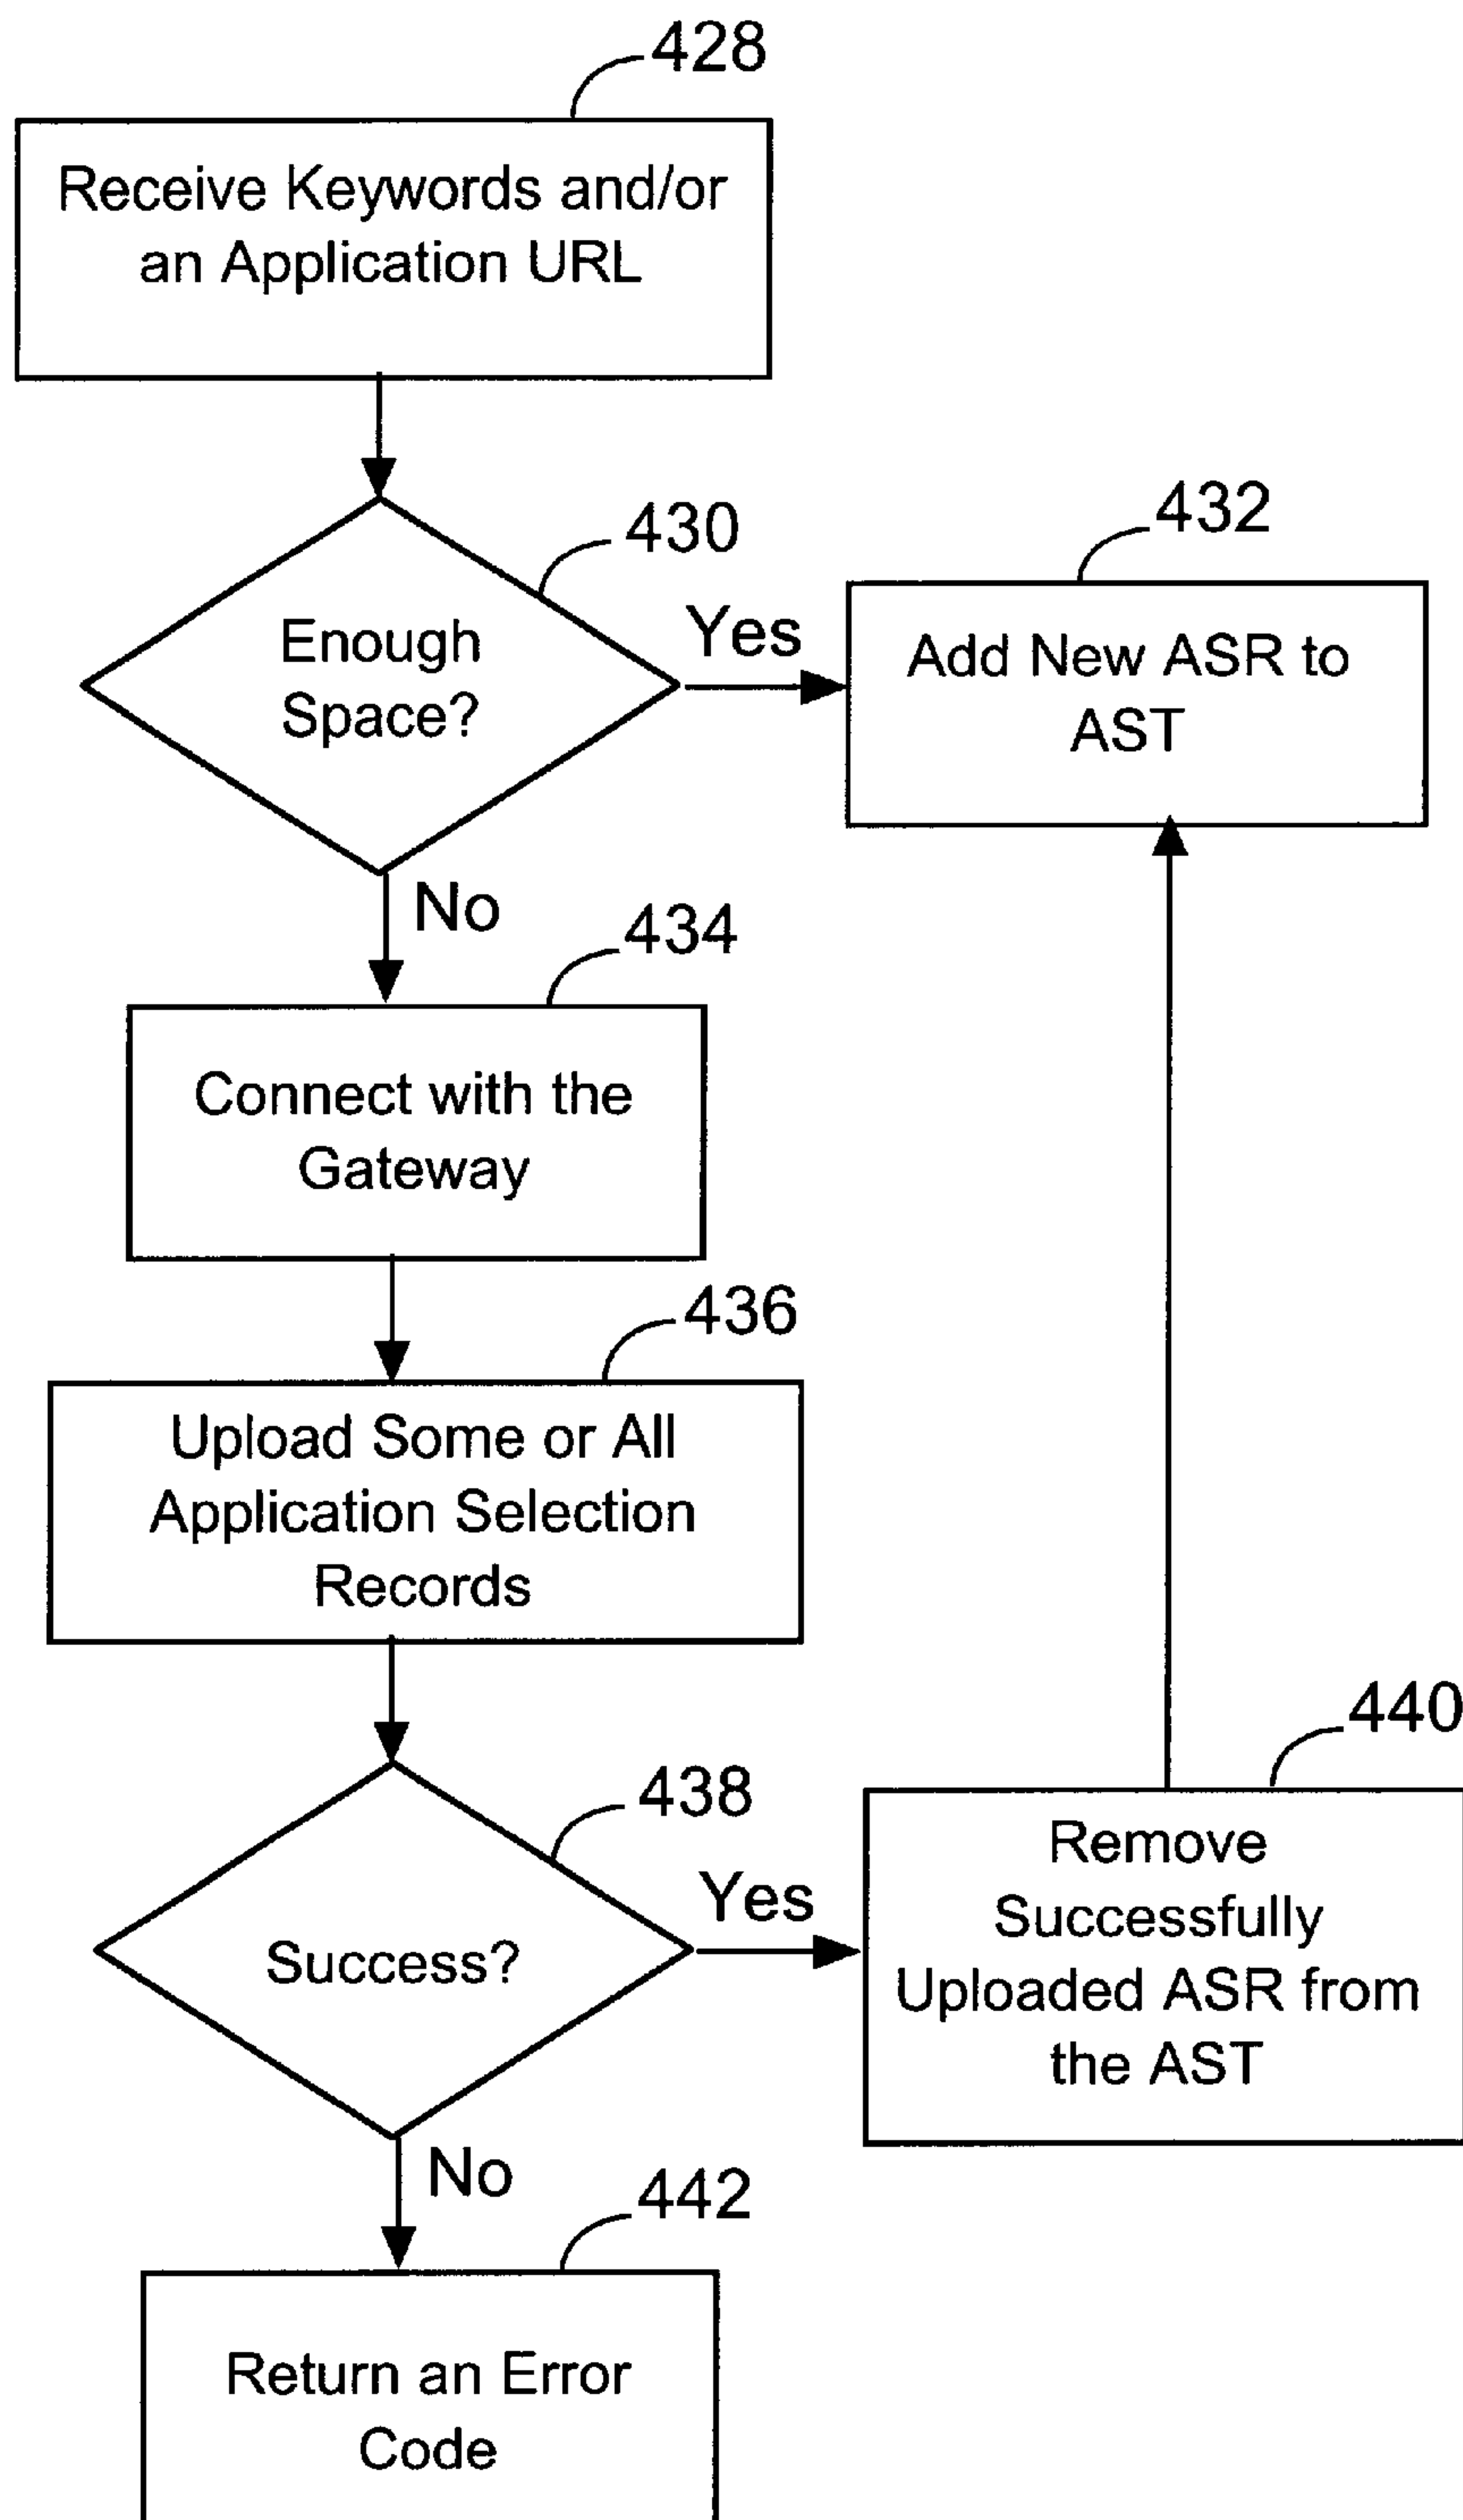 428
Receive Keywords and/or
an Application URL
430
Enough
Space?
Yes
432
Add New ASR to
AST
No
434
Connect with the
Gateway
436
Upload Some or All
Application Selection
Records
438
Success?
Yes
440
Remove
Successfully
Uploaded ASR from
the AST
No
442
Return an Error
Code